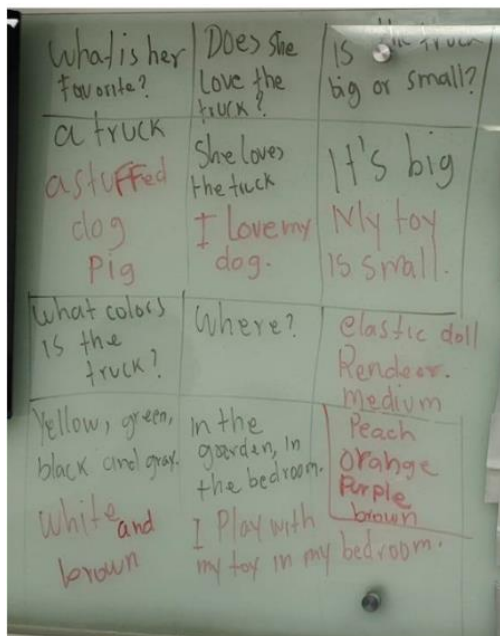 What is her
favorite?
Does she
love the
truck?
Is the truck
big or small?
a truck
a stuffed
dog
pig
She loves
the truck
I love my
dog.
It's big
My toy
is small.
What colors
is the
truck?
Where?
elastic doll
Rendeer.
medium
Yellow, green,
black and gray.
White and
brown
In the
goarden, in
the bedroom.
I Play with
my toy in my bedroom.
Peach
orange
Purple
brown